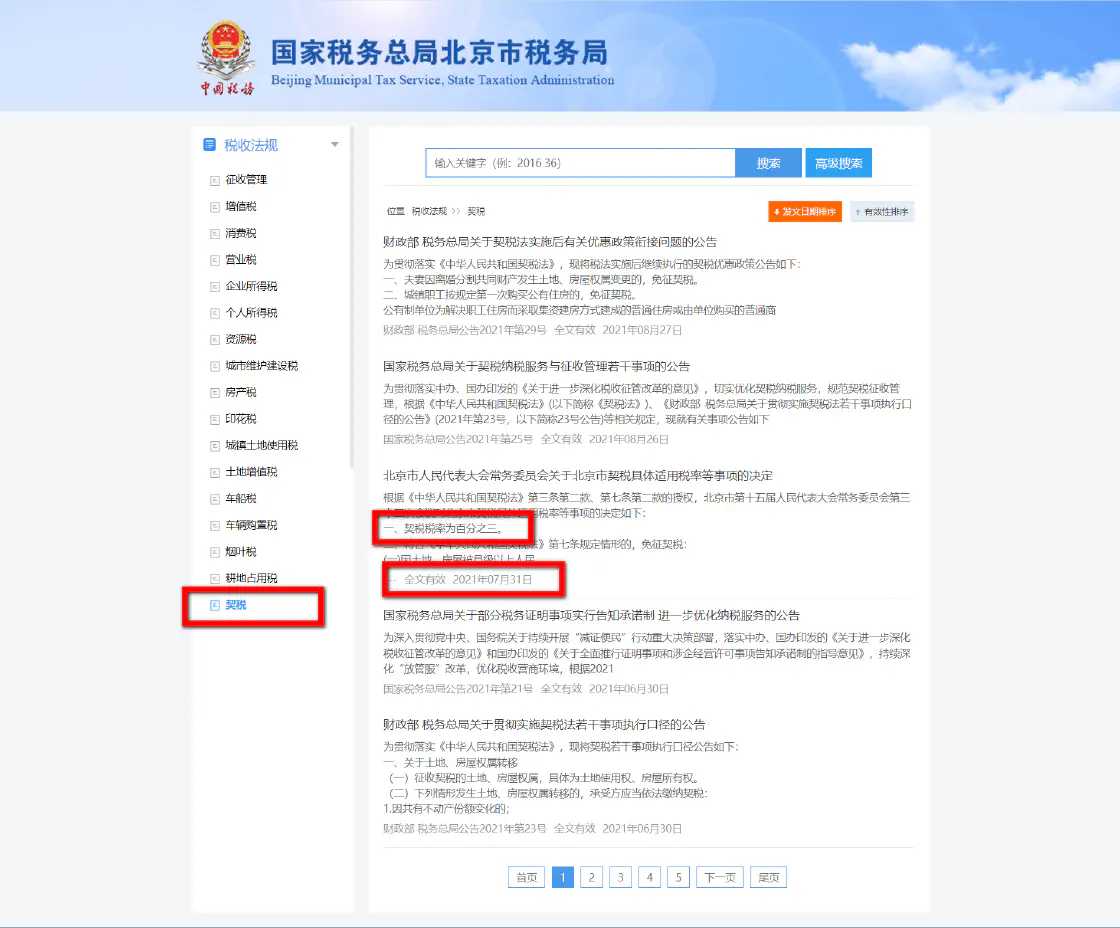 国家税务总局北京市税务局
Beijing Municipal Tax Service, State Taxation Administration
中国税务
税收法规
征收管理
增值税
消费税
营业税
企业所得税
个人所得税
资源税
城市维护建设税
房产税
印花税
城镇土地使用税
土地增值税
车船税
车辆购置税
烟叶税
耕地占用税
契税
输入关键字（例：2016 36）
搜索
高级搜索
位置 税收法规 >> 契税
发文日期排序
有效性排序
财政部 税务总局关于契税法实施后有关优惠政策衔接问题的公告
为贯彻落实《中华人民共和国契税法》，现将税法实施后继续执行的契税优惠政策公告如下：
一、夫妻因离婚分割共同财产发生土地、房屋权属变更的，免征契税。
二、城镇职工按规定第一次购买公有住房的，免征契税。
公有制单位为解决职工住房而采取集资建房方式建成的普通住房或由单位购买的普通商
财政部 税务总局公告2021年第29号 全文有效 2021年08月27日
国家税务总局关于契税纳税服务与征收管理若干事项的公告
为贯彻落实中办、国办印发的《关于进一步深化税收征管改革的意见》，切实优化契税纳税服务，规范契税征收管
理，根据《中华人民共和国契税法》(以下简称《契税法》)、《财政部 税务总局关于贯彻实施契税法若干事项执行口
径的公告》(2021年第23号，以下简称23号公告)等相关规定，现就有关事项公告如下
国家税务总局公告2021年第25号 全文有效 2021年08月26日
北京市人民代表大会常务委员会关于北京市契税具体适用税率等事项的决定
根据《中华人民共和国契税法》第三条第二款、第七条第二款的授权，北京市第十五届人民代表大会常务委员会第三
税率等事项的决定如下：
一、契税税率为百分之三。
》第七条规定情形的，免征契税：
全文有效 2021年07月31日
国家税务总局关于部分税务证明事项实行告知承诺制 进一步优化纳税服务的公告
为深入贯彻党中央、国务院关于持续开展“减证便民”行动重大决策部署，落实中办、国办印发的《关于进一步深化
税收征管改革的意见》和国办印发的《关于全面推行证明事项和涉企经营许可事项告知承诺制的指导意见》，持续深
化“放管服”改革，优化税收营商环境，根据2021
国家税务总局公告2021年第21号 全文有效 2021年06月30日
财政部 税务总局关于贯彻实施契税法若干事项执行口径的公告
为贯彻落实《中华人民共和国契税法》，现将契税若干事项执行口径公告如下：
一、关于土地、房屋权属转移
（一）征收契税的土地、房屋权属，具体为土地使用权、房屋所有权。
（二）下列情形发生土地、房屋权属转移的，承受方应当依法缴纳契税：
1.因共有不动产份额变化的;
财政部 税务总局公告2021年第23号 全文有效 2021年06月30日
首页 1 2 3 4 5 下一页 尾页